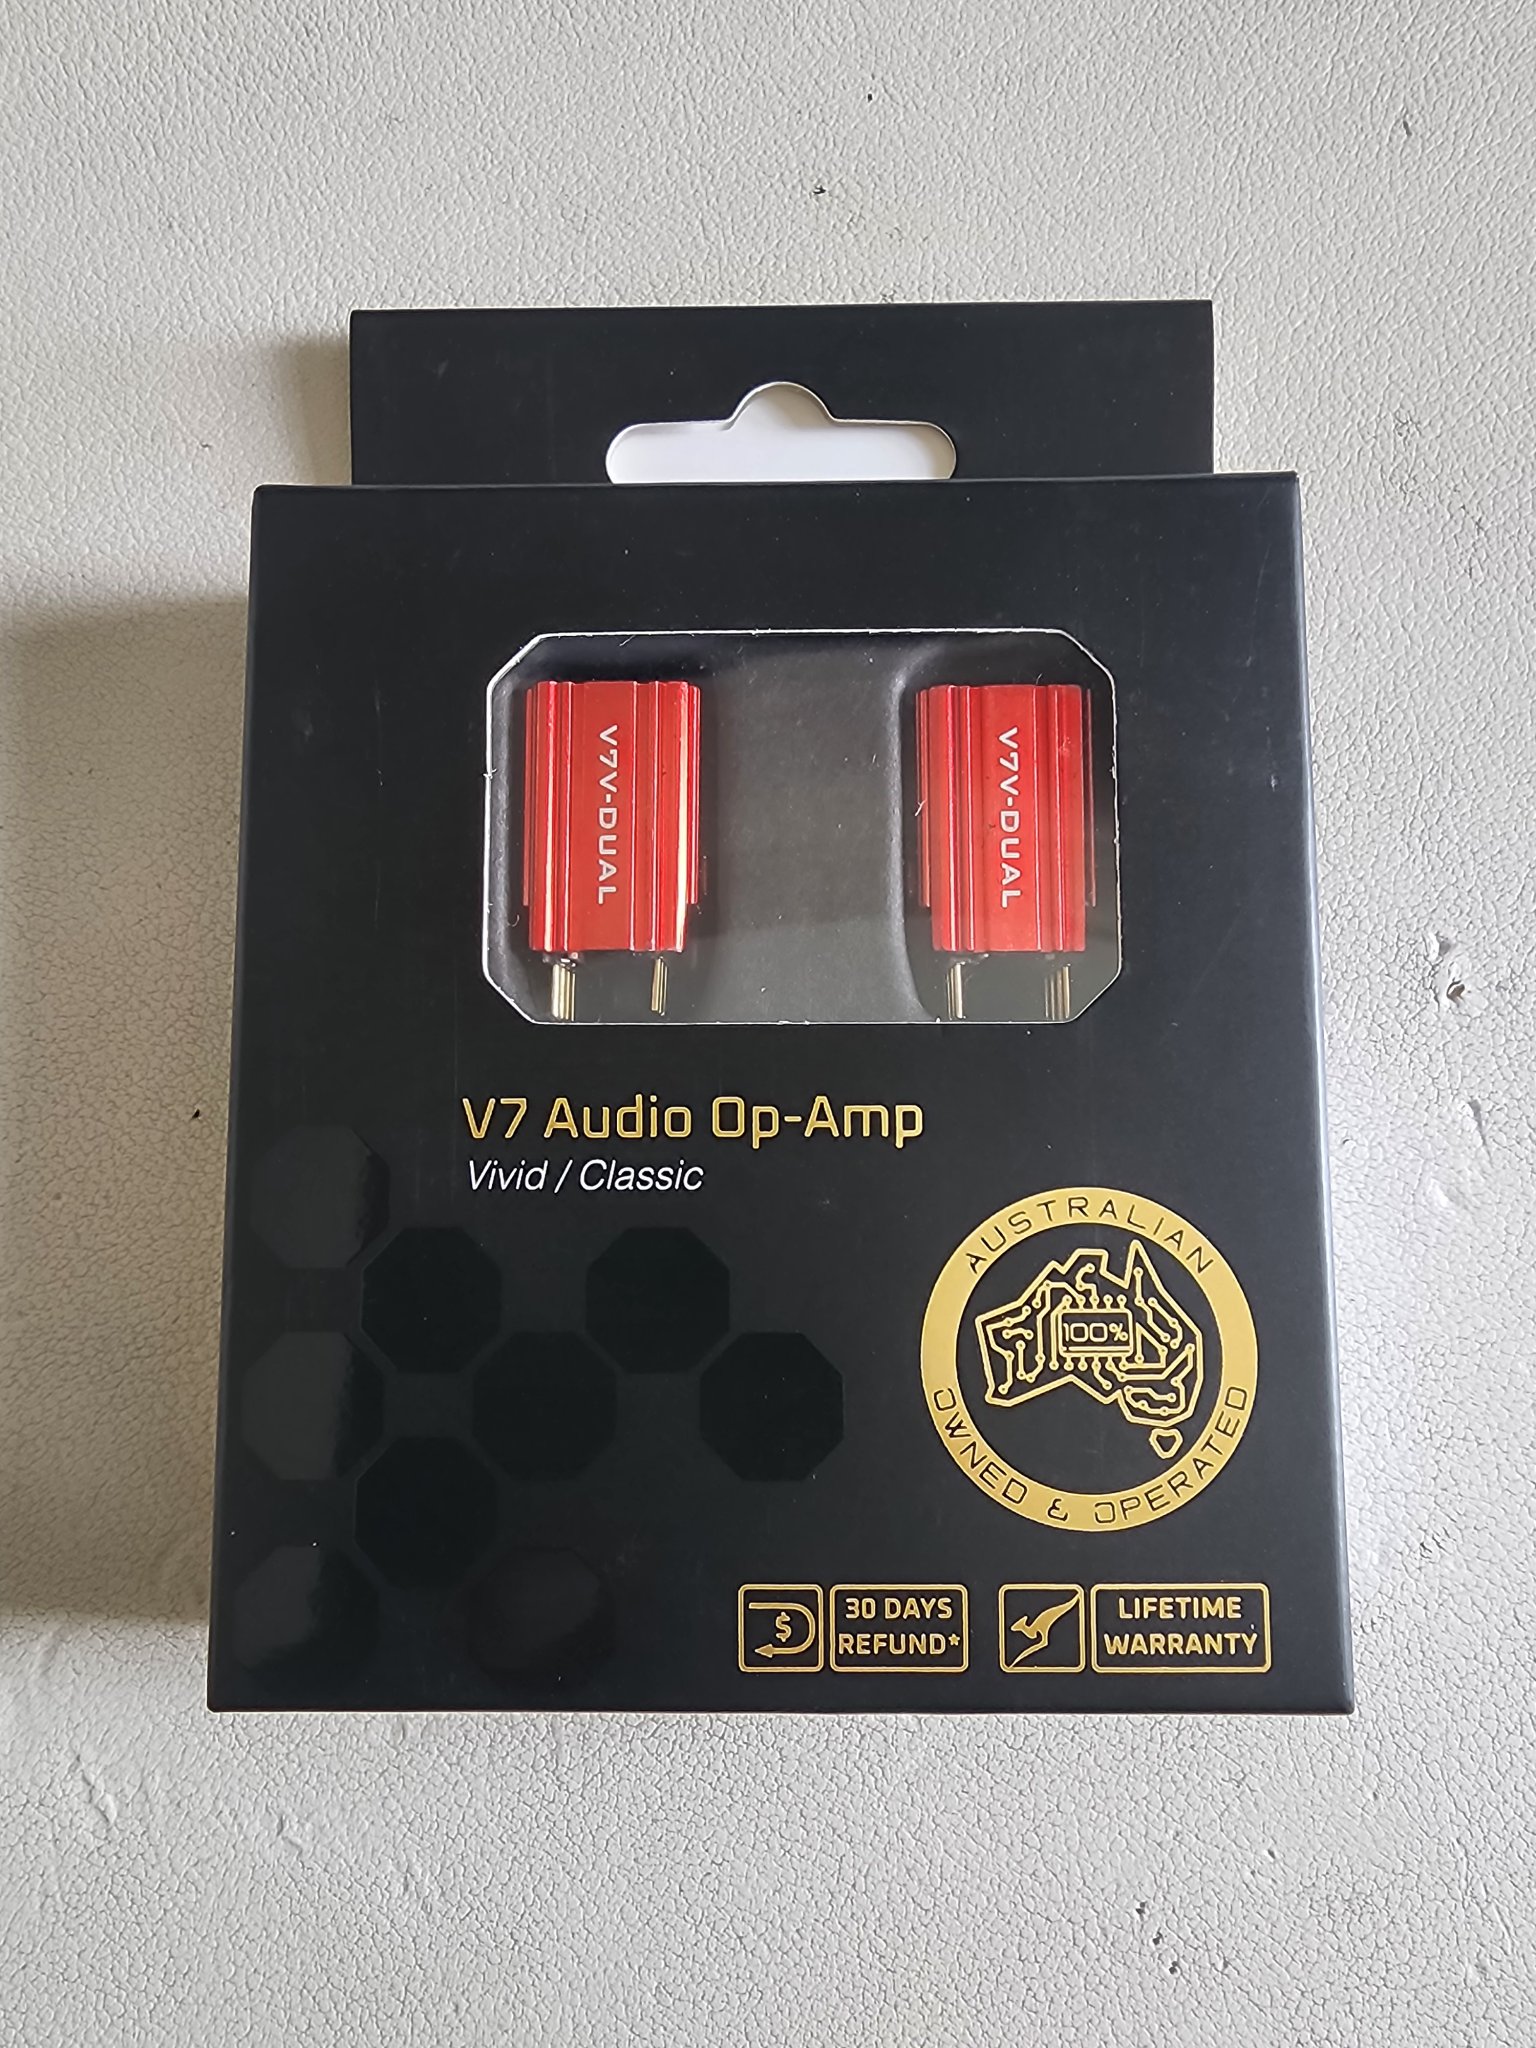 V7V-DUAL
V7V-DUAL
V7 Audio Op-Amp
Vivid / Classic
AUSTRALIAN
100%
OWNED & OPERATED
$
30 DAYS
REFUND*
LIFETIME
WARRANTY